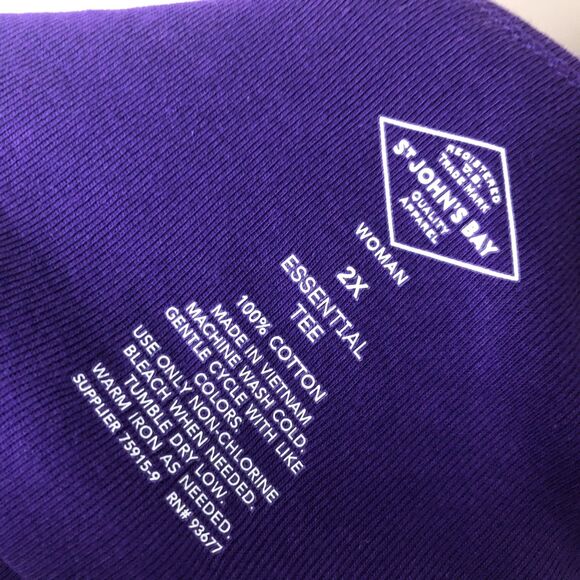 REGISTERED
U.S.
TRADE MARK
ST JOHN'S BAY
QUALITY
APPAREL
WOMAN
2X
ESSENTIAL
TEE
100% COTTON
MADE IN VIETNAM
MACHINE WASH COLD.
GENTLE CYCLE WITH LIKE
COLORS.
USE ONLY NON-CHLORINE
BLEACH WHEN NEEDED.
TUMBLE DRY LOW.
WARM IRON AS NEEDED.
SUPPLIER 75915-9 RN# 93677